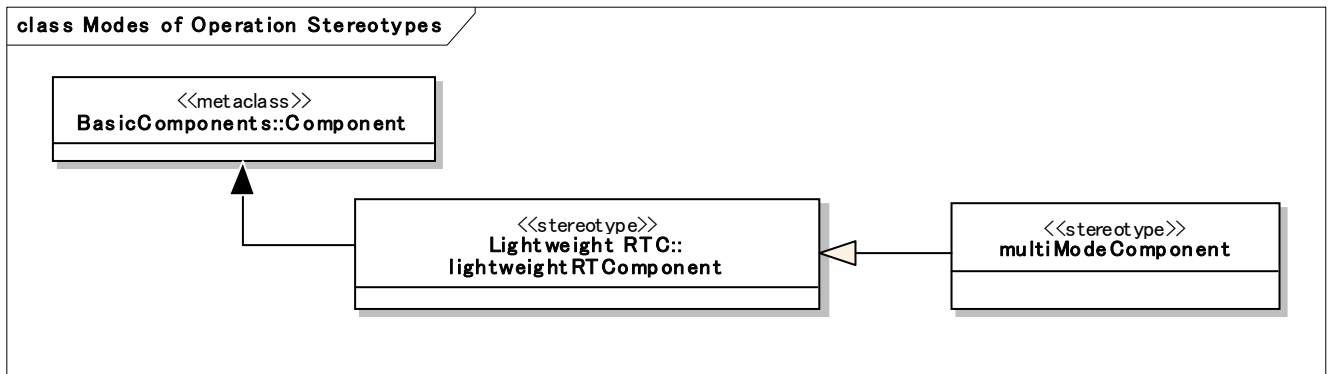 class Modes of Operation Stereotypes
<<metaclass>>
BasicComponents::Component
<<stereotype>>
Lightweight RTC::
lightweightRTComponent
<<stereotype>>
multiModeComponent